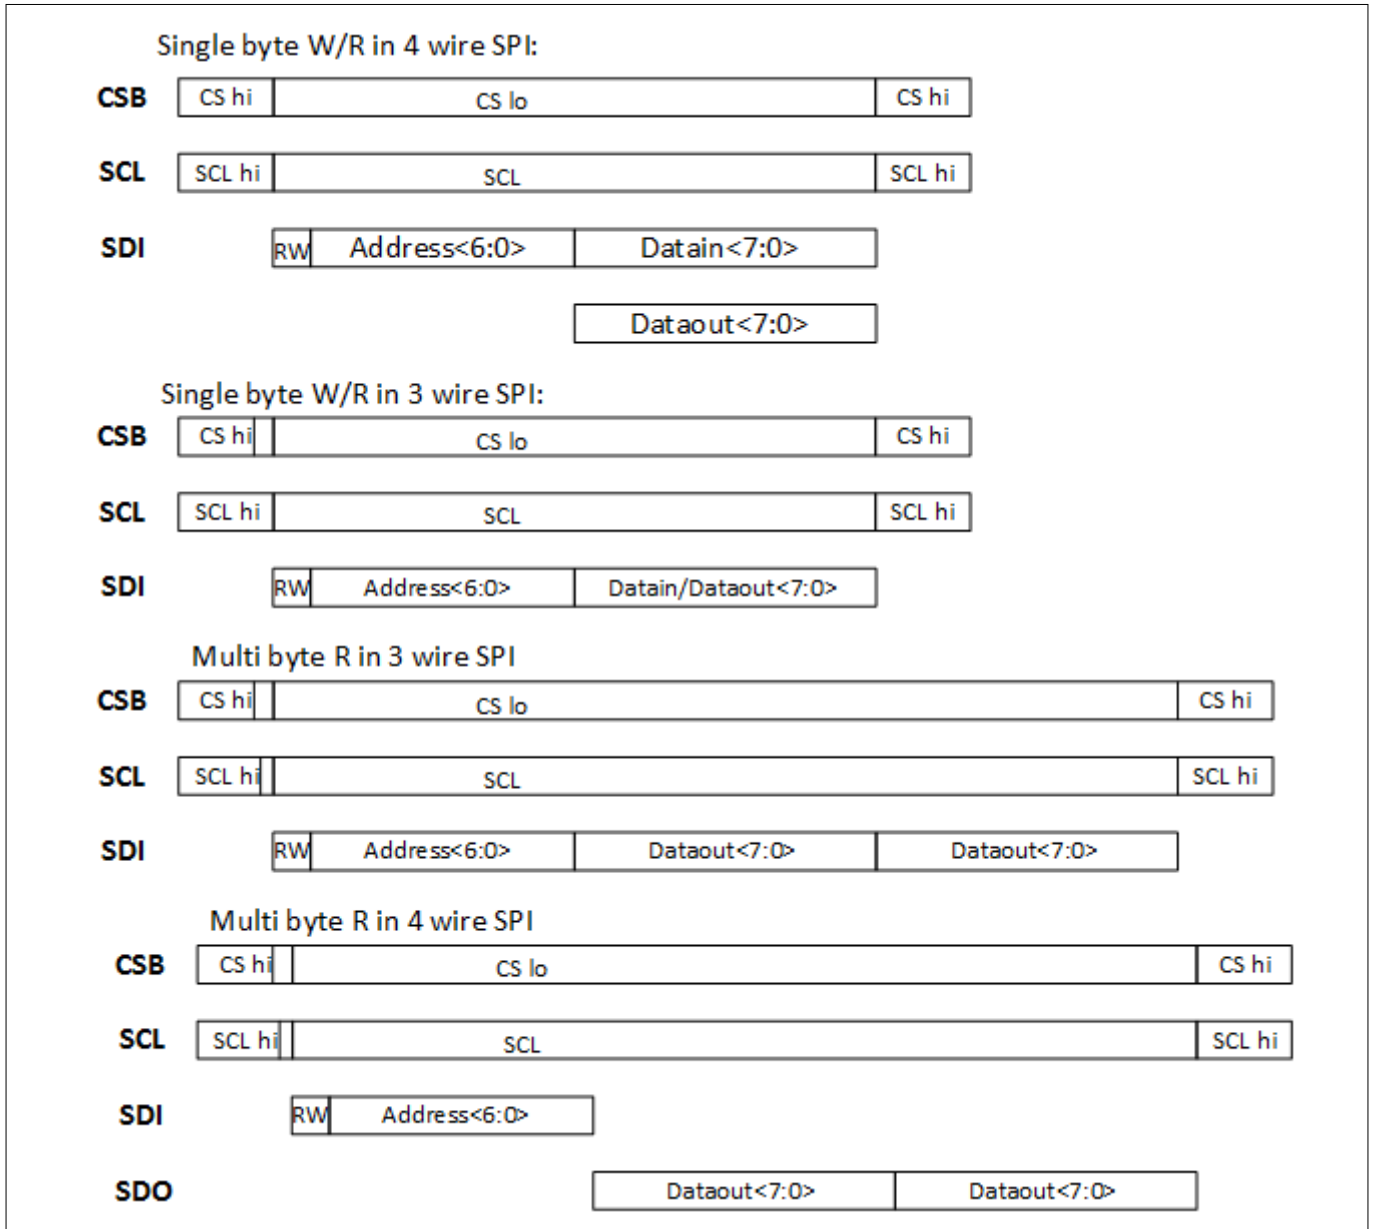 Single byte W/R in 4 wire SPI:
CSB CS hi CS lo CS hi
SCL SCL hi SCL SCL hi
SDI RW Address<6:0> Datain<7:0>
Dataout<7:0>
Single byte W/R in 3 wire SPI:
CSB CS hi CS lo CS hi
SCL SCL hi SCL SCL hi
SDI RW Address<6:0> Datain/Dataout<7:0>
Multi byte R in 3 wire SPI
CSB CS hi CS lo CS hi
SCL SCL hi SCL SCL hi
SDI RW Address<6:0> Dataout<7:0> Dataout<7:0>
Multi byte R in 4 wire SPI
CSB CS hi CS lo CS hi
SCL SCL hi SCL SCL hi
SDI RW Address<6:0>
SDO Dataout<7:0> Dataout<7:0>